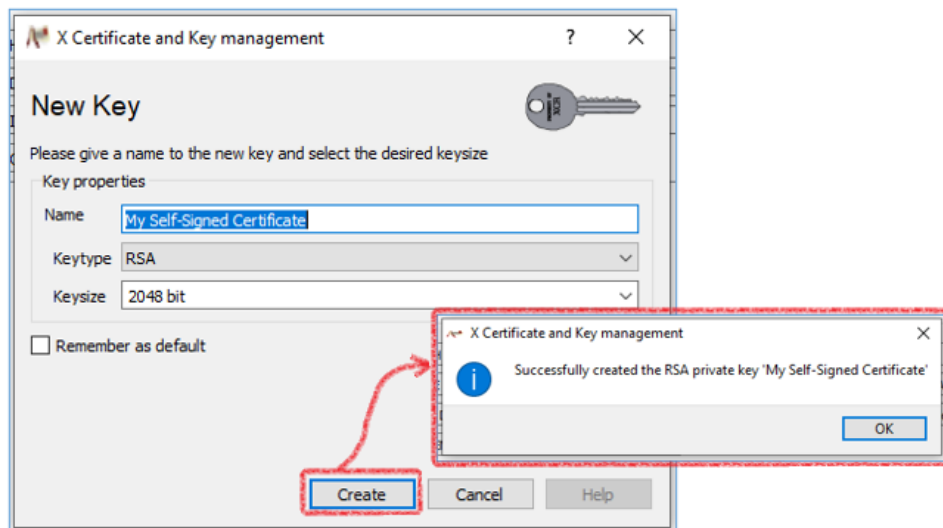 X Certificate and Key management
?
New Key
Please give a name to the new key and select the desired keysize
Key properties
Name My Self-Signed Certificate
Keytype RSA
Keysize 2048 bit
Remember as default
X Certificate and Key management
Successfully created the RSA private key 'My Self-Signed Certificate'
OK
Create Cancel Help